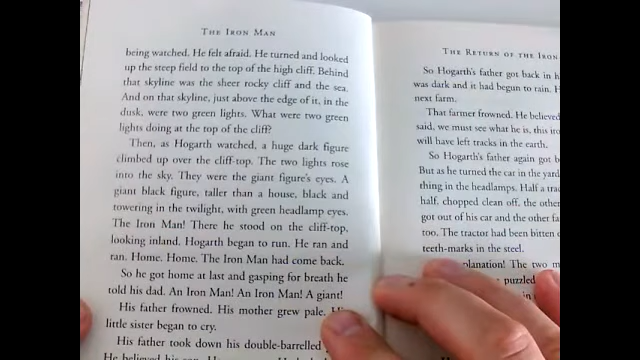 THE IRON MAN
being watched. He felt afraid. He turned and looked
up the steep field to the top of the high cliff. Behind
that skyline was the sheer rocky cliff and the sea.
And on that skyline, just above the edge of it, in the
dusk, were two green lights. What were two green
lights doing at the top of the cliff?
Then, as Hogarth watched, a huge dark figure
climbed up over the cliff-top. The two lights rose
into the sky. They were the giant figure's eyes. A
giant black figure, taller than a house, black and
towering in the twilight, with green headlamp eyes.
The Iron Man! There he stood on the cliff-top,
looking inland. Hogarth began to run. He ran and
ran. Home. Home. The Iron Man had come back.
So he got home at last and gasping for breath he
told his dad. An Iron Man! An Iron Man! A giant!
His father frowned. His mother grew pale. His
little sister began to cry.
His father took down his double-barrelled
He believed his son. He
THE RETURN OF THE IRON
So Hogarth's father got back in h
was dark and it had begun to rain. H
next farm.
That farmer frowned. He believed
said, we must see what he is, this iro
will have left tracks in the earth.
So Hogarth's father again got b
But as he turned the car in the yard
thing in the headlamps. Half a trac
half, chopped clean off, the other
got out of his car and the other fa
too. The tractor had been bitten o
teeth-marks in the steel.
planation! The two m
puzzled
in